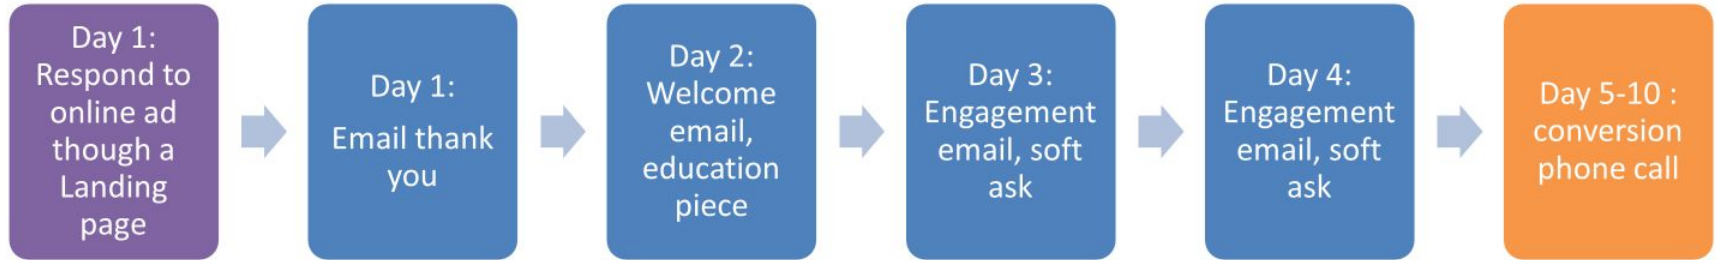 Day 1:
Respond to
online ad
though a
Landing
page
Day 1:
Email thank
you
Day 2:
Welcome
email,
education
piece
Day 3:
Engagement
email, soft
ask
Day 4:
Engagement
email, soft
ask
Day 5-10 :
conversion
phone call